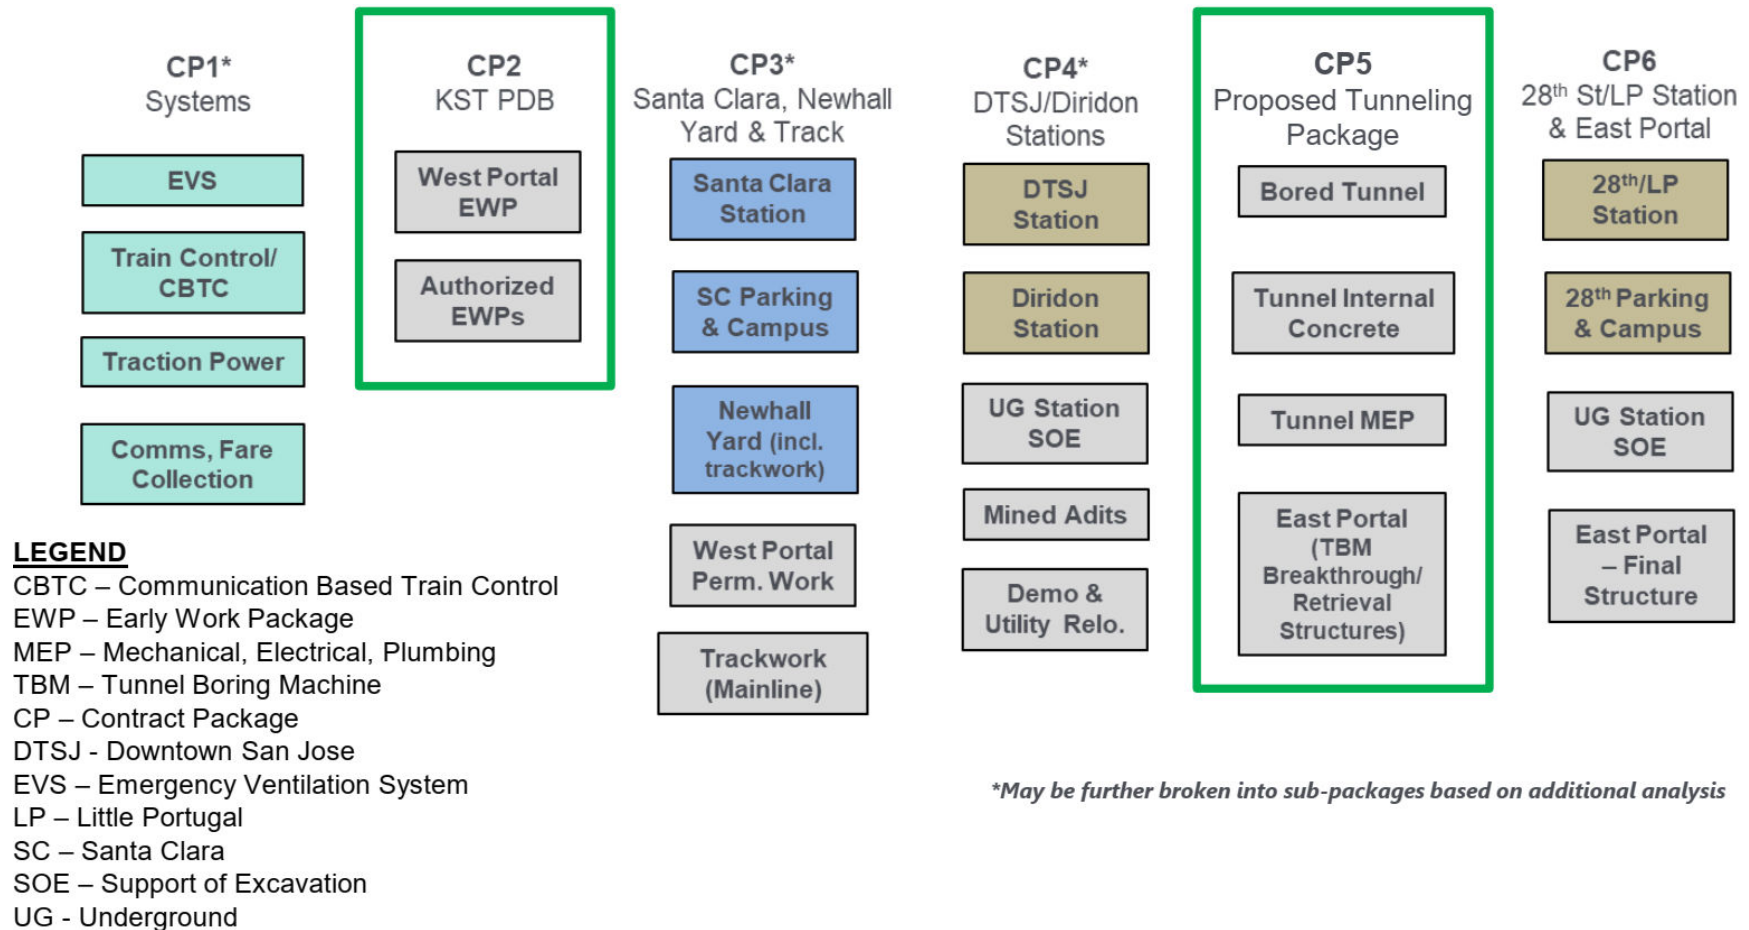 CP1*
Systems
EVS
Train Control/
CBTC
Traction Power
Comms, Fare
Collection
CP2
KST PDB
West Portal
EWP
Authorized
EWPs
CP3*
Santa Clara, Newhall
Yard & Track
Santa Clara
Station
SC Parking
& Campus
Newhall
Yard (incl.
trackwork)
West Portal
Perm. Work
Trackwork
(Mainline)
CP4*
DTSJ/Diridon
Stations
DTSJ
Station
Diridon
Station
UG Station
SOE
Mined Adits
Demo &
Utility Relo.
CP5
Proposed Tunneling
Package
Bored Tunnel
Tunnel Internal
Concrete
Tunnel MEP
East Portal
(TBM
Breakthrough/
Retrieval
Structures)
CP6
28th St/LP Station
& East Portal
28th/LP
Station
28th Parking
& Campus
UG Station
SOE
East Portal
– Final
Structure
LEGEND
CBTC – Communication Based Train Control
EWP – Early Work Package
MEP – Mechanical, Electrical, Plumbing
TBM – Tunnel Boring Machine
CP – Contract Package
DTSJ - Downtown San Jose
EVS – Emergency Ventilation System
LP – Little Portugal
SC – Santa Clara
SOE – Support of Excavation
UG - Underground
*May be further broken into sub-packages based on additional analysis